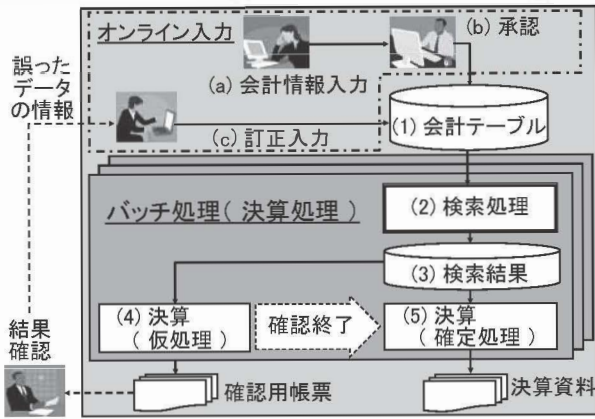 オンライン入力
(b) 承認
(a) 会計情報入力
誤った
データ
の情報
(c) 訂正入力
(1) 会計テーブル
バッチ処理( 決算処理 )
(2) 検索処理
(3) 検索結果
(4) 決算
( 仮処理 )
確認終了
(5) 決算
( 確定処理 )
結果
確認
確認用帳票
決算資料